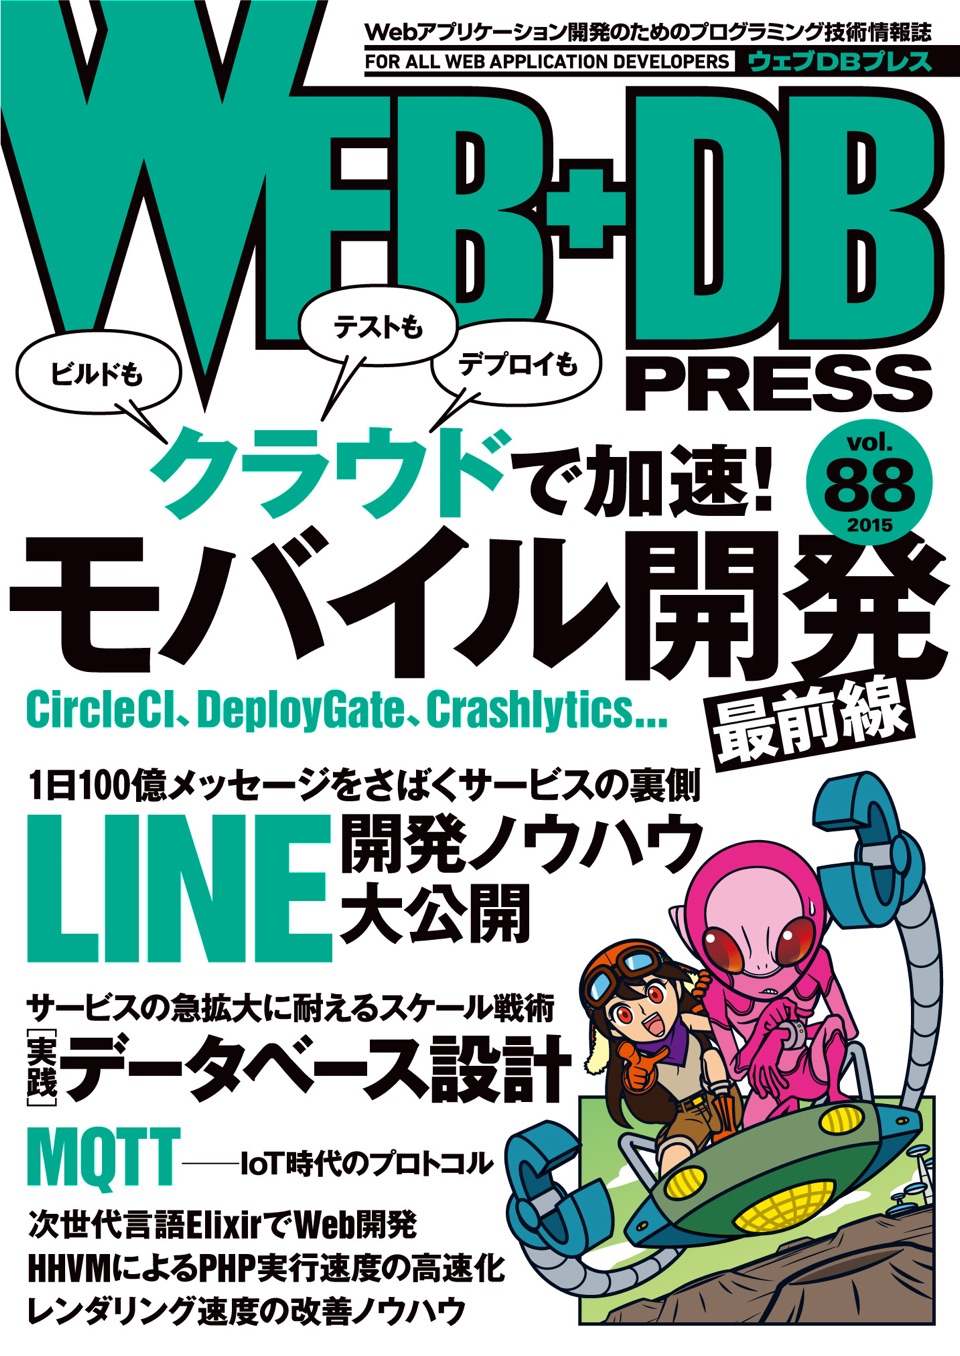 Webアプリケーション開発のためのプログラミング技術情報誌
FOR ALL WEB APPLICATION DEVELOPERS ウェブDBプレス
WEB+DB
PRESS
ビルドも
テストも
デプロイも
vol.
88
2015
クラウドで加速!
モバイル開発
最前線
CircleCI、DeployGate、Crashlytics...
1日100億メッセージをさばくサービスの裏側
LINE 開発ノウハウ
大公開
サービスの急拡大に耐えるスケール戦術
[実践]データベース設計
MQTT——IoT時代のプロトコル
次世代言語ElixirでWeb開発
HHVMによるPHP実行速度の高速化
レンダリング速度の改善ノウハウ